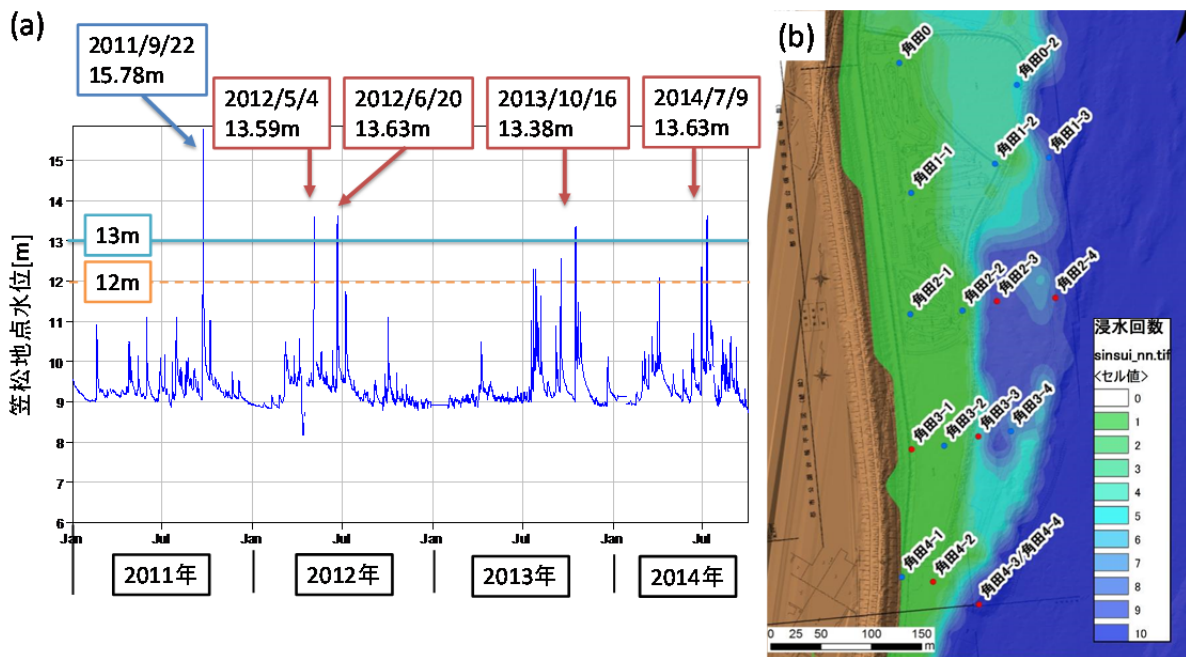 (a)
2011/9/22
15.78m
2012/5/4
13.59m
2012/6/20
13.63m
2013/10/16
13.38m
2014/7/9
13.63m
笠松地点水位[m]
15
14
13
12
11
10
9
8
7
6
13m
12m
Jan
Jul
Jan
Jul
Jan
Jul
Jan
Jul
2011年
2012年
2013年
2014年
(b)
角田0
角田0-2
角田1-1
角田1-2
角田1-3
角田2-1
角田2-2
角田2-3
角田2-4
角田3-1
角田3-2
角田3-3
角田3-4
角田4-1
角田4-2
角田4-3/角田4-4
浸水回数
sinsui_nn.tif
<セル値>
0
1
2
3
4
5
6
7
8
9
10
0 25 50 100 150
m